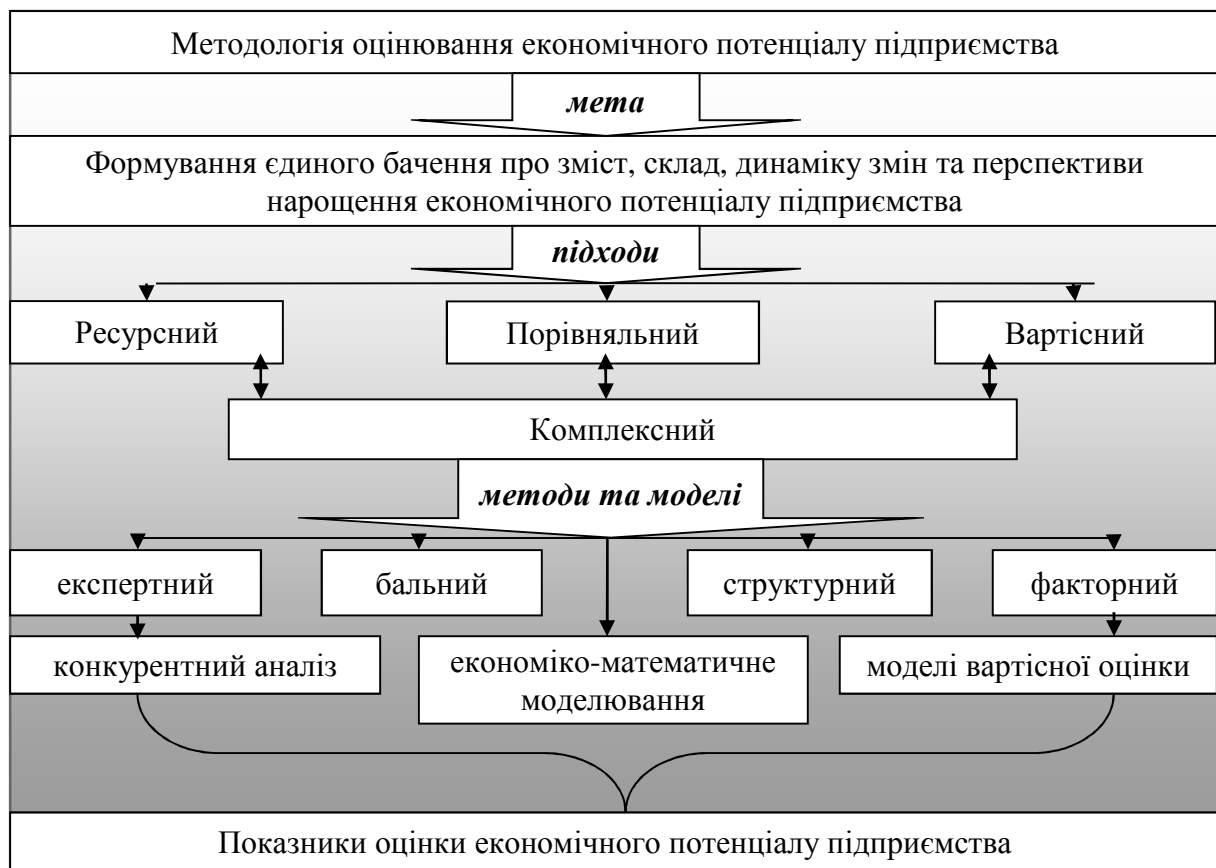 Методологія оцінювання економічного потенціалу підприємства
мета
Формування єдиного бачення про зміст, склад, динаміку змін та перспективи
нарощення економічного потенціалу підприємства
підходи
Ресурсний
Порівняльний
Вартісний
Комплексний
методи та моделі
експертний
бальний
структурний
факторний
конкурентний аналіз
економіко-математичне
моделювання
моделі вартісної оцінки
Показники оцінки економічного потенціалу підприємства